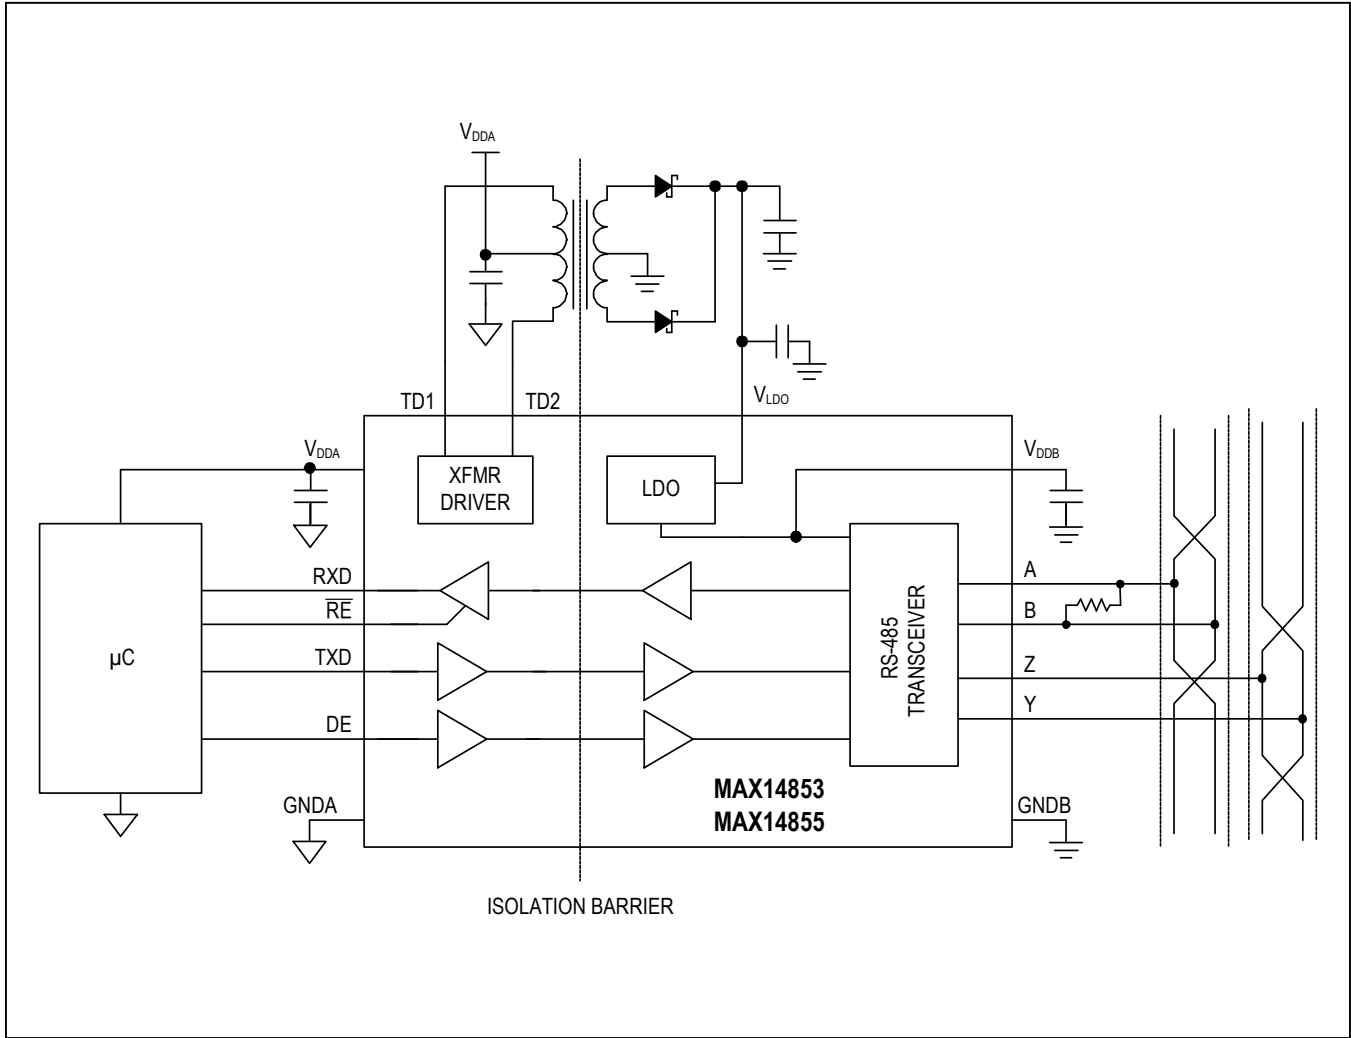 VDDA
TD1
TD2
VLDO
VDDA
XFMR
DRIVER
LDO
VDDB
RXD
RE
TXD
DE
µC
RS-485
TRANSCEIVER
A
B
Z
Y
MAX14853
MAX14855
GNDA
GNDB
ISOLATION BARRIER